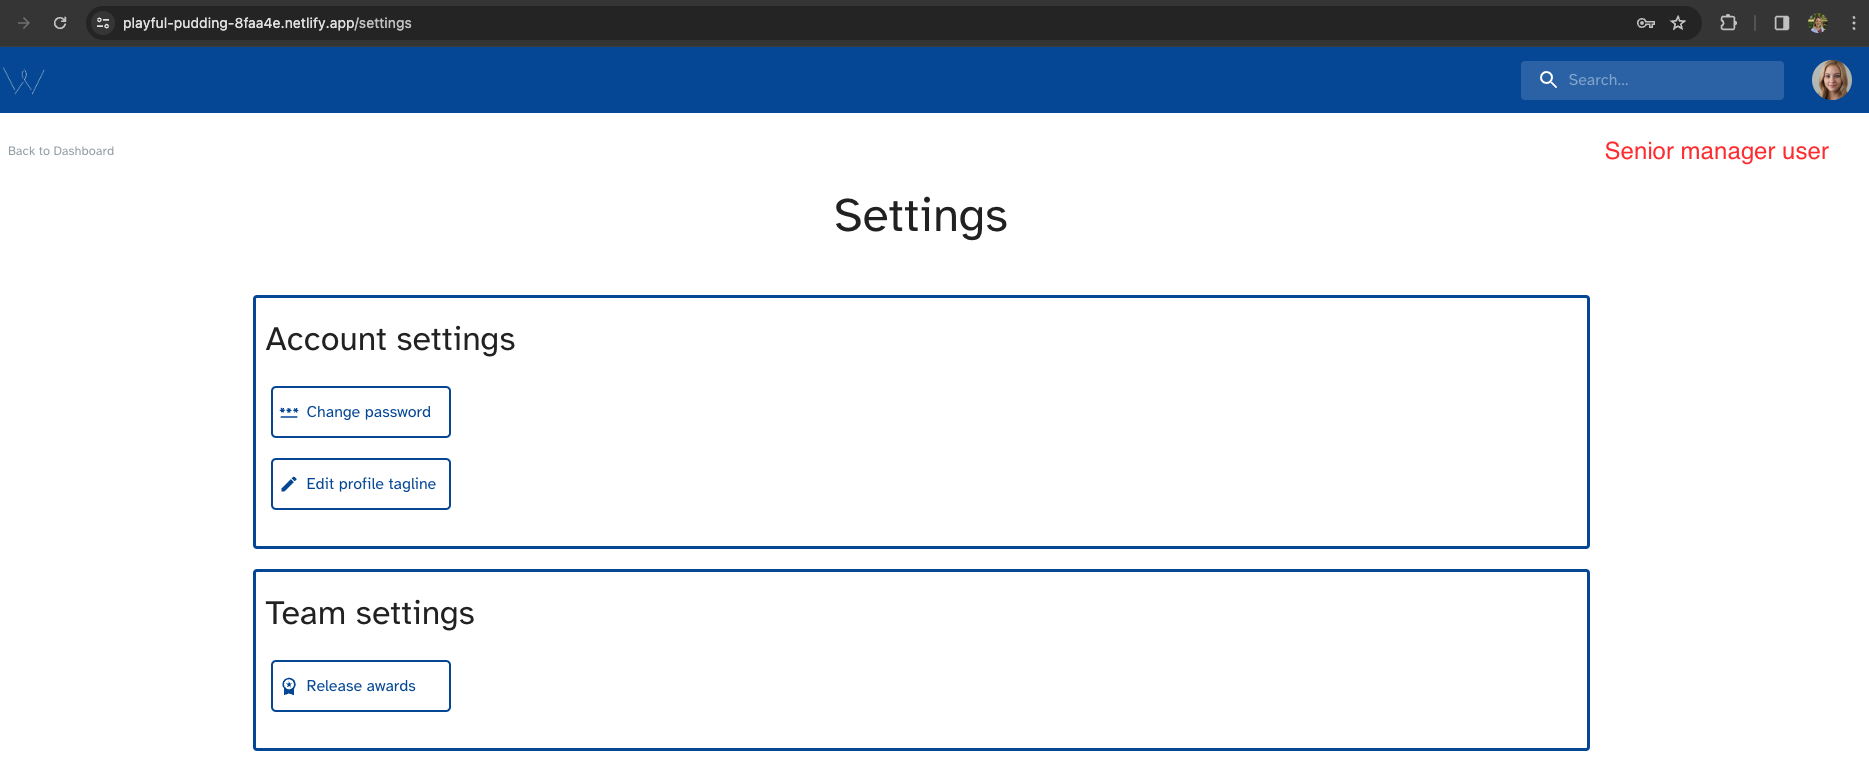 playful-pudding-8faa4e.netlify.app/settings
W
Search...
Back to Dashboard
Senior manager user
Settings
Account settings
*** Change password
Edit profile tagline
Team settings
Release awards